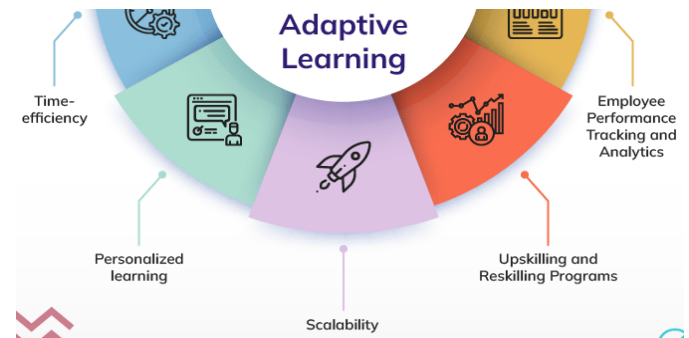 Adaptive
Learning
Time-
efficiency
Employee
Performance
Tracking and
Analytics
Personalized
learning
Upskilling and
Reskilling Programs
Scalability